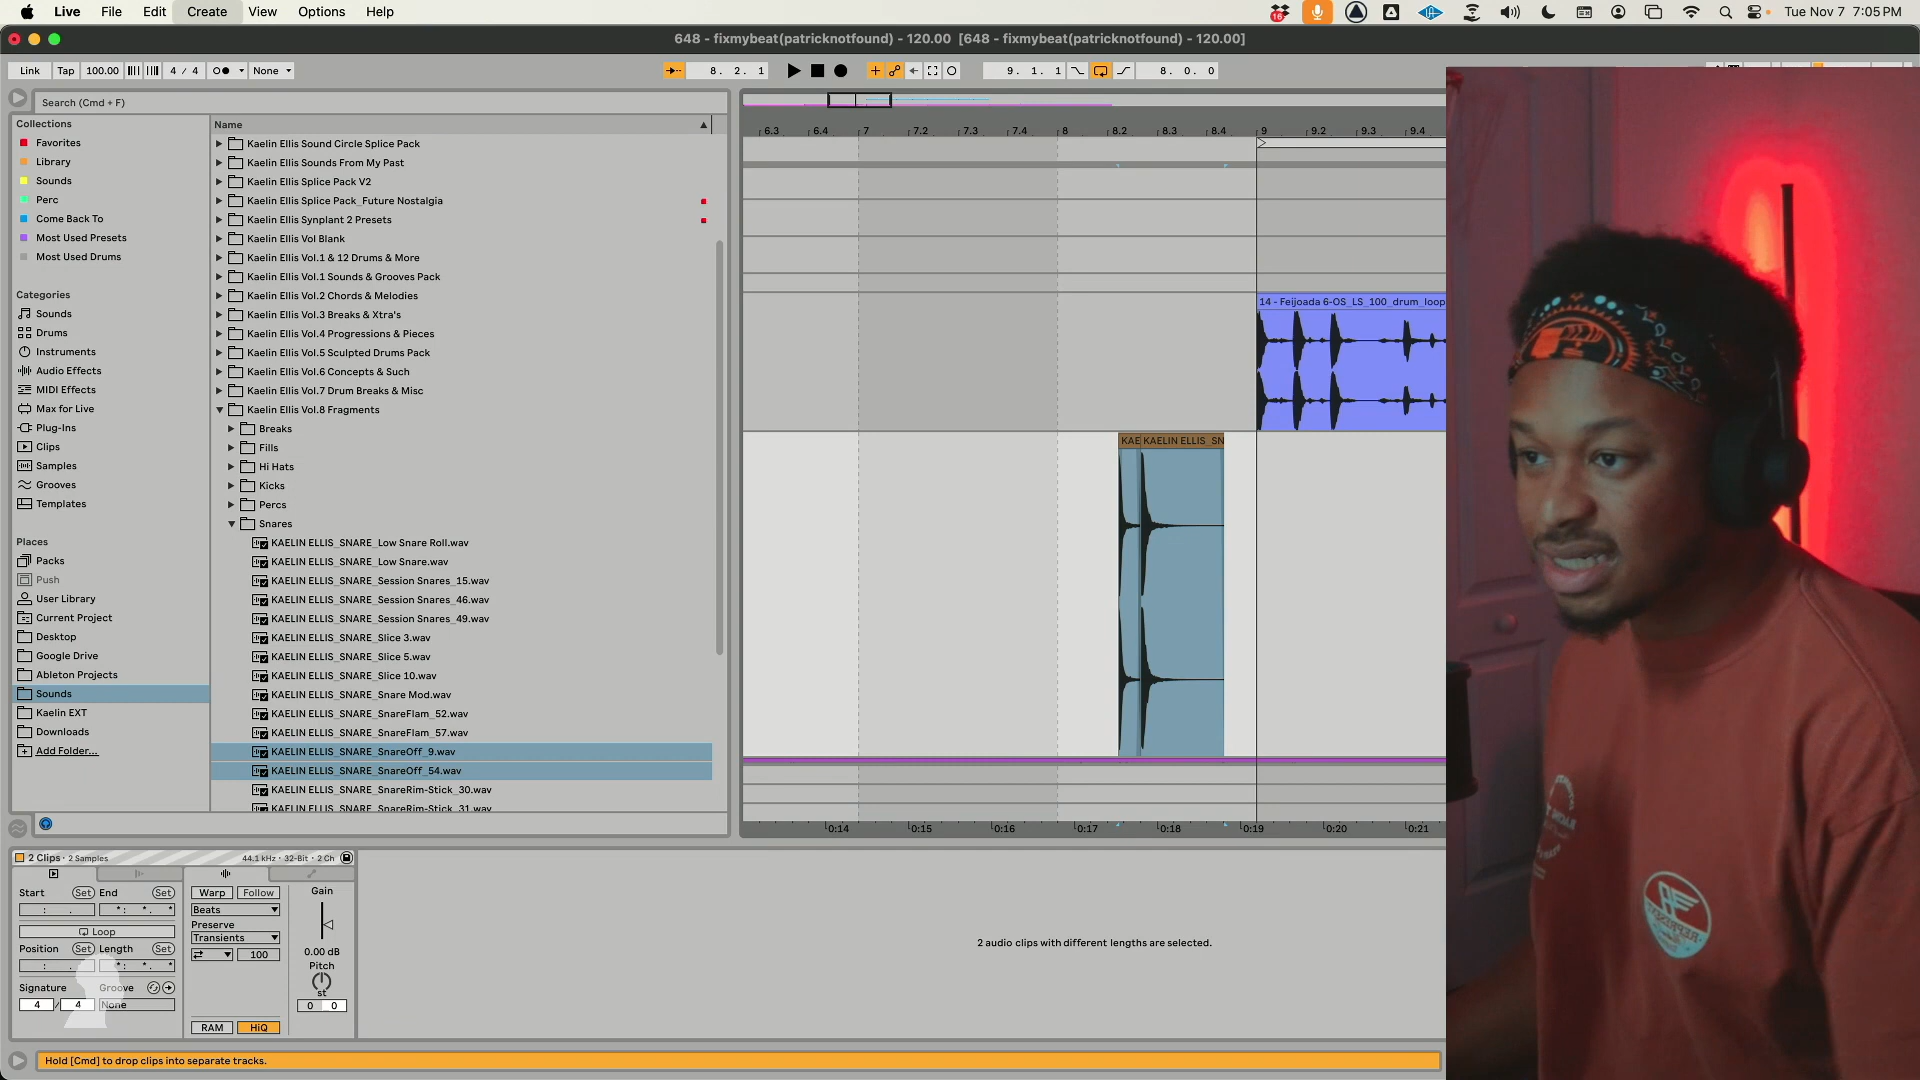 Live File Edit Create View Options Help
16
Tue Nov 7 7:05 PM
648 - fixmybeat(patricknotfound) - 120.00 [648 - fixmybeat(patricknotfound) - 120.00]
Link Tap 100.00 4 / 4 None
8. 2. 1
9. 1. 1
8. 0. 0
Search (Cmd + F)
Collections
Favorites
Library
Sounds
Perc
Come Back To
Most Used Presets
Most Used Drums
Categories
Sounds
Drums
Instruments
Audio Effects
MIDI Effects
Max for Live
Plug-Ins
Clips
Samples
Grooves
Templates
Places
Packs
Push
User Library
Current Project
Desktop
Google Drive
Ableton Projects
Sounds
Kaelin EXT
Downloads
Add Folder...
Name
Kaelin Ellis Sound Circle Splice Pack
Kaelin Ellis Sounds From My Past
Kaelin Ellis Splice Pack V2
Kaelin Ellis Splice Pack_Future Nostalgia
Kaelin Ellis Synplant 2 Presets
Kaelin Ellis Vol Blank
Kaelin Ellis Vol.1 & 12 Drums & More
Kaelin Ellis Vol.1 Sounds & Grooves Pack
Kaelin Ellis Vol.2 Chords & Melodies
Kaelin Ellis Vol.3 Breaks & Xtra's
Kaelin Ellis Vol.4 Progressions & Pieces
Kaelin Ellis Vol.5 Sculpted Drums Pack
Kaelin Ellis Vol.6 Concepts & Such
Kaelin Ellis Vol.7 Drum Breaks & Misc
Kaelin Ellis Vol.8 Fragments
Breaks
Fills
Hi Hats
Kicks
Percs
Snares
KAELIN ELLIS_SNARE_Low Snare Roll.wav
KAELIN ELLIS_SNARE_Low Snare.wav
KAELIN ELLIS_SNARE_Session Snares_15.wav
KAELIN ELLIS_SNARE_Session Snares_46.wav
KAELIN ELLIS_SNARE_Session Snares_49.wav
KAELIN ELLIS_SNARE_Slice 3.wav
KAELIN ELLIS_SNARE_Slice 5.wav
KAELIN ELLIS_SNARE_Slice 10.wav
KAELIN ELLIS_SNARE_Snare Mod.wav
KAELIN ELLIS_SNARE_SnareFlam_52.wav
KAELIN ELLIS_SNARE_SnareFlam_57.wav
KAELIN ELLIS_SNARE_SnareOff_9.wav
KAELIN ELLIS_SNARE_SnareOff_54.wav
KAELIN ELLIS_SNARE_SnareRim-Stick_30.wav
KAELIN ELLIS_SNARE_SnareRim-Stick_31.wav
6.3 6.4 7 7.2 7.3 7.4 8 8.2 8.3 8.4 9 9.2 9.3 9.4
14 - Feijoada 6-OS_LS_100_drum_loop
KAE KAELIN ELLIS_SN
0:14 0:15 0:16 0:17 0:18 0:19 0:20 0:21
2 Clips · 2 Samples
44.1 kHz · 32-Bit · 2 Ch
Start Set End Set
Loop
Position Set Length Set
Signature Groove
4 / 4 None
Warp Follow
Beats
Preserve
Transients
100
RAM HiQ
Gain
0.00 dB
Pitch
st
0 0
2 audio clips with different lengths are selected.
Hold [Cmd] to drop clips into separate tracks.